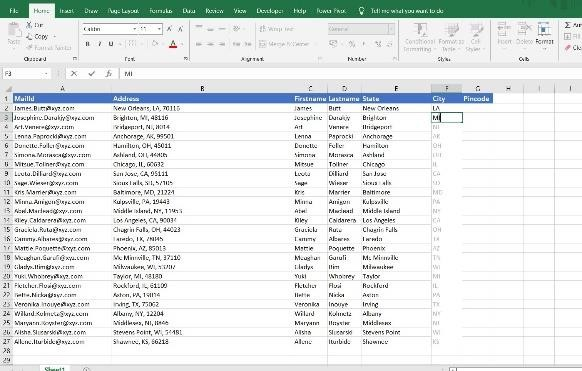 File Home Insert Draw Page Layout Formulas Data Review View Developer Help Power Pivot Tell me what you want to do
Cut
Copy
Format Painter
Paste
Calibri 11
B I U
Wrap Text
Merge & Center
General
Conditional Formatting Format as Table Cell Styles
Insert Delete Format
Clipboard Font Alignment Number Styles Cells
F3 MI
A B C D E F G H I J
1 MailId Address Firstname Lastname State City Pincode
2 James.Butt@xyz.com New Orleans, LA, 70116 James Butt New Orleans LA
3 Josephine.Darakjy@xyz.com Brighton, MI, 48116 Josephine Darakjy Brighton MI
4 Art.Venere@xyz.com Bridgeport, NJ, 8014 Art Venere Bridgeport NJ
5 Lenna.Paprocki@xyz.com Anchorage, AK, 99501 Lenna Paprocki Anchorage AK
6 Donette.Foller@xyz.com Hamilton, OH, 45011 Donette Foller Hamilton OH
7 Simona.Morasca@xyz.com Ashland, OH, 44805 Simona Morasca Ashland OH
8 Mitsue.Tollner@xyz.com Chicago, IL, 60632 Mitsue Tollner Chicago IL
9 Leota.Dilliard@xyz.com San Jose, CA, 95111 Leota Dilliard San Jose CA
10 Sage.Wieser@xyz.com Sioux Falls, SD, 57105 Sage Wieser Sioux Falls SD
11 Kris.Marrier@xyz.com Baltimore, MD, 21224 Kris Marrier Baltimore MD
12 Minna.Amigon@xyz.com Kulpsville, PA, 19443 Minna Amigon Kulpsville PA
13 Abel.Maclead@xyz.com Middle Island, NY, 11953 Abel Maclead Middle Island NY
14 Kiley.Caldarera@xyz.com Los Angeles, CA, 90034 Kiley Caldarera Los Angeles CA
15 Graciela.Ruta@xyz.com Chagrin Falls, OH, 44023 Graciela Ruta Chagrin Falls OH
16 Cammy.Albares@xyz.com Laredo, TX, 78045 Cammy Albares Laredo TX
17 Mattie.Poquette@xyz.com Phoenix, AZ, 85013 Mattie Poquette Phoenix AZ
18 Meaghan.Garufi@xyz.com Mc Minnville, TN, 37110 Meaghan Garufi Mc Minnville TN
19 Gladys.Rim@xyz.com Milwaukee, WI, 53207 Gladys Rim Milwaukee WI
20 Yuki.Whobrey@xyz.com Taylor, MI, 48180 Yuki Whobrey Taylor MI
21 Fletcher.Flosi@xyz.com Rockford, IL, 61109 Fletcher Flosi Rockford IL
22 Bette.Nicka@xyz.com Aston, PA, 19014 Bette Nicka Aston PA
23 Veronika.Inouye@xyz.com Irving, TX, 75062 Veronika Inouye Irving TX
24 Willard.Kolmetz@xyz.com Albany, NY, 12204 Willard Kolmetz Albany NY
25 Maryann.Royster@xyz.com Middlesex, NJ, 8846 Maryann Royster Middlesex NJ
26 Alisha.Slusarski@xyz.com Stevens Point, WI, 54481 Alisha Slusarski Stevens Point WI
27 Allene.Iturbide@xyz.com Shawnee, KS, 66218 Allene Iturbide Shawnee KS
28
29
Sheet1